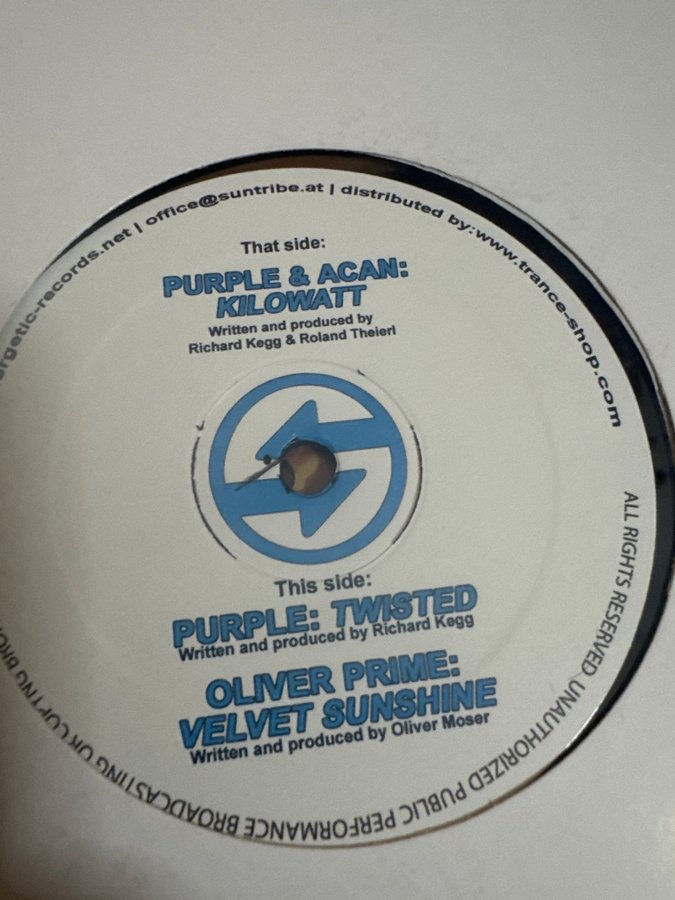 ergetic-records.net | office@suntribe.at | distributed by:www.trance-shop.com
That side:
PURPLE & ACAN:
KILOWATT
Written and produced by
Richard Kegg & Roland Theierl
This side:
PURPLE: TWISTED
Written and produced by Richard Kegg
OLIVER PRIME:
VELVET SUNSHINE
Written and produced by Oliver Moser
ALL RIGHTS RESERVED UNAUTHORIZED PUBLIC PERFORMANCE BROADCASTING OR COPYING BRO